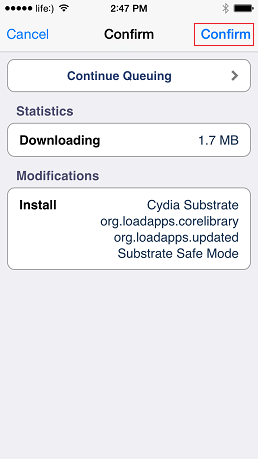 life:) 2:47 PM
Cancel Confirm Confirm
Continue Queuing
Statistics
Downloading 1.7 MB
Modifications
Install Cydia Substrate
org.loadapps.corelibrary
org.loadapps.updated
Substrate Safe Mode